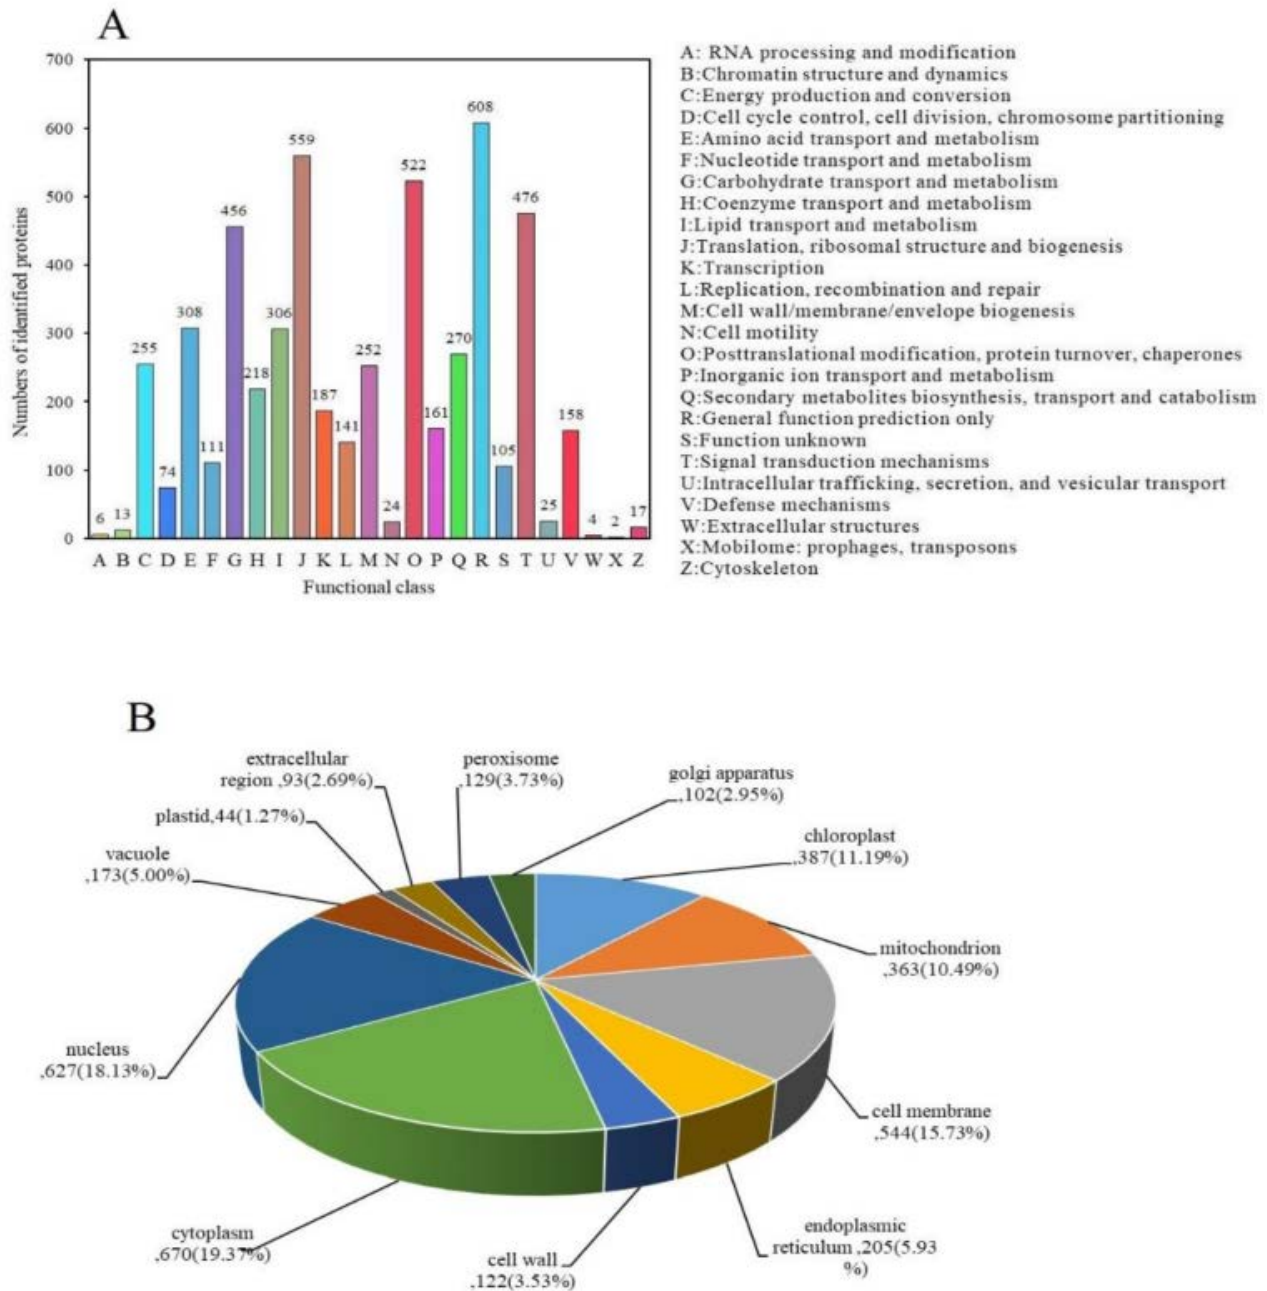 A
700
600
500
400
300
200
100
0
Numbers of identified proteins
6
13
255
74
308
111
456
218
306
559
187
141
252
24
522
161
270
608
105
476
25
158
4
2
17
A B C D E F G H I J K L M N O P Q R S T U V W X Z
Functional class
A: RNA processing and modification
B:Chromatin structure and dynamics
C:Energy production and conversion
D:Cell cycle control, cell division, chromosome partitioning
E:Amino acid transport and metabolism
F:Nucleotide transport and metabolism
G:Carbohydrate transport and metabolism
H:Coenzyme transport and metabolism
I:Lipid transport and metabolism
J:Translation, ribosomal structure and biogenesis
K:Transcription
L:Replication, recombination and repair
M:Cell wall/membrane/envelope biogenesis
N:Cell motility
O:Posttranslational modification, protein turnover, chaperones
P:Inorganic ion transport and metabolism
Q:Secondary metabolites biosynthesis, transport and catabolism
R:General function prediction only
S:Function unknown
T:Signal transduction mechanisms
U:Intracellular trafficking, secretion, and vesicular transport
V:Defense mechanisms
W:Extracellular structures
X:Mobilome: prophages, transposons
Z:Cytoskeleton
B
extracellular
region ,93(2.69%)
peroxisome
,129(3.73%)
golgi apparatus
,102(2.95%)
plastid,44(1.27%)
chloroplast
,387(11.19%)
vacuole
,173(5.00%)
mitochondrion
,363(10.49%)
nucleus
,627(18.13%)
cell membrane
,544(15.73%)
cytoplasm
,670(19.37%)
cell wall
,122(3.53%)
endoplasmic
reticulum ,205(5.93
%)